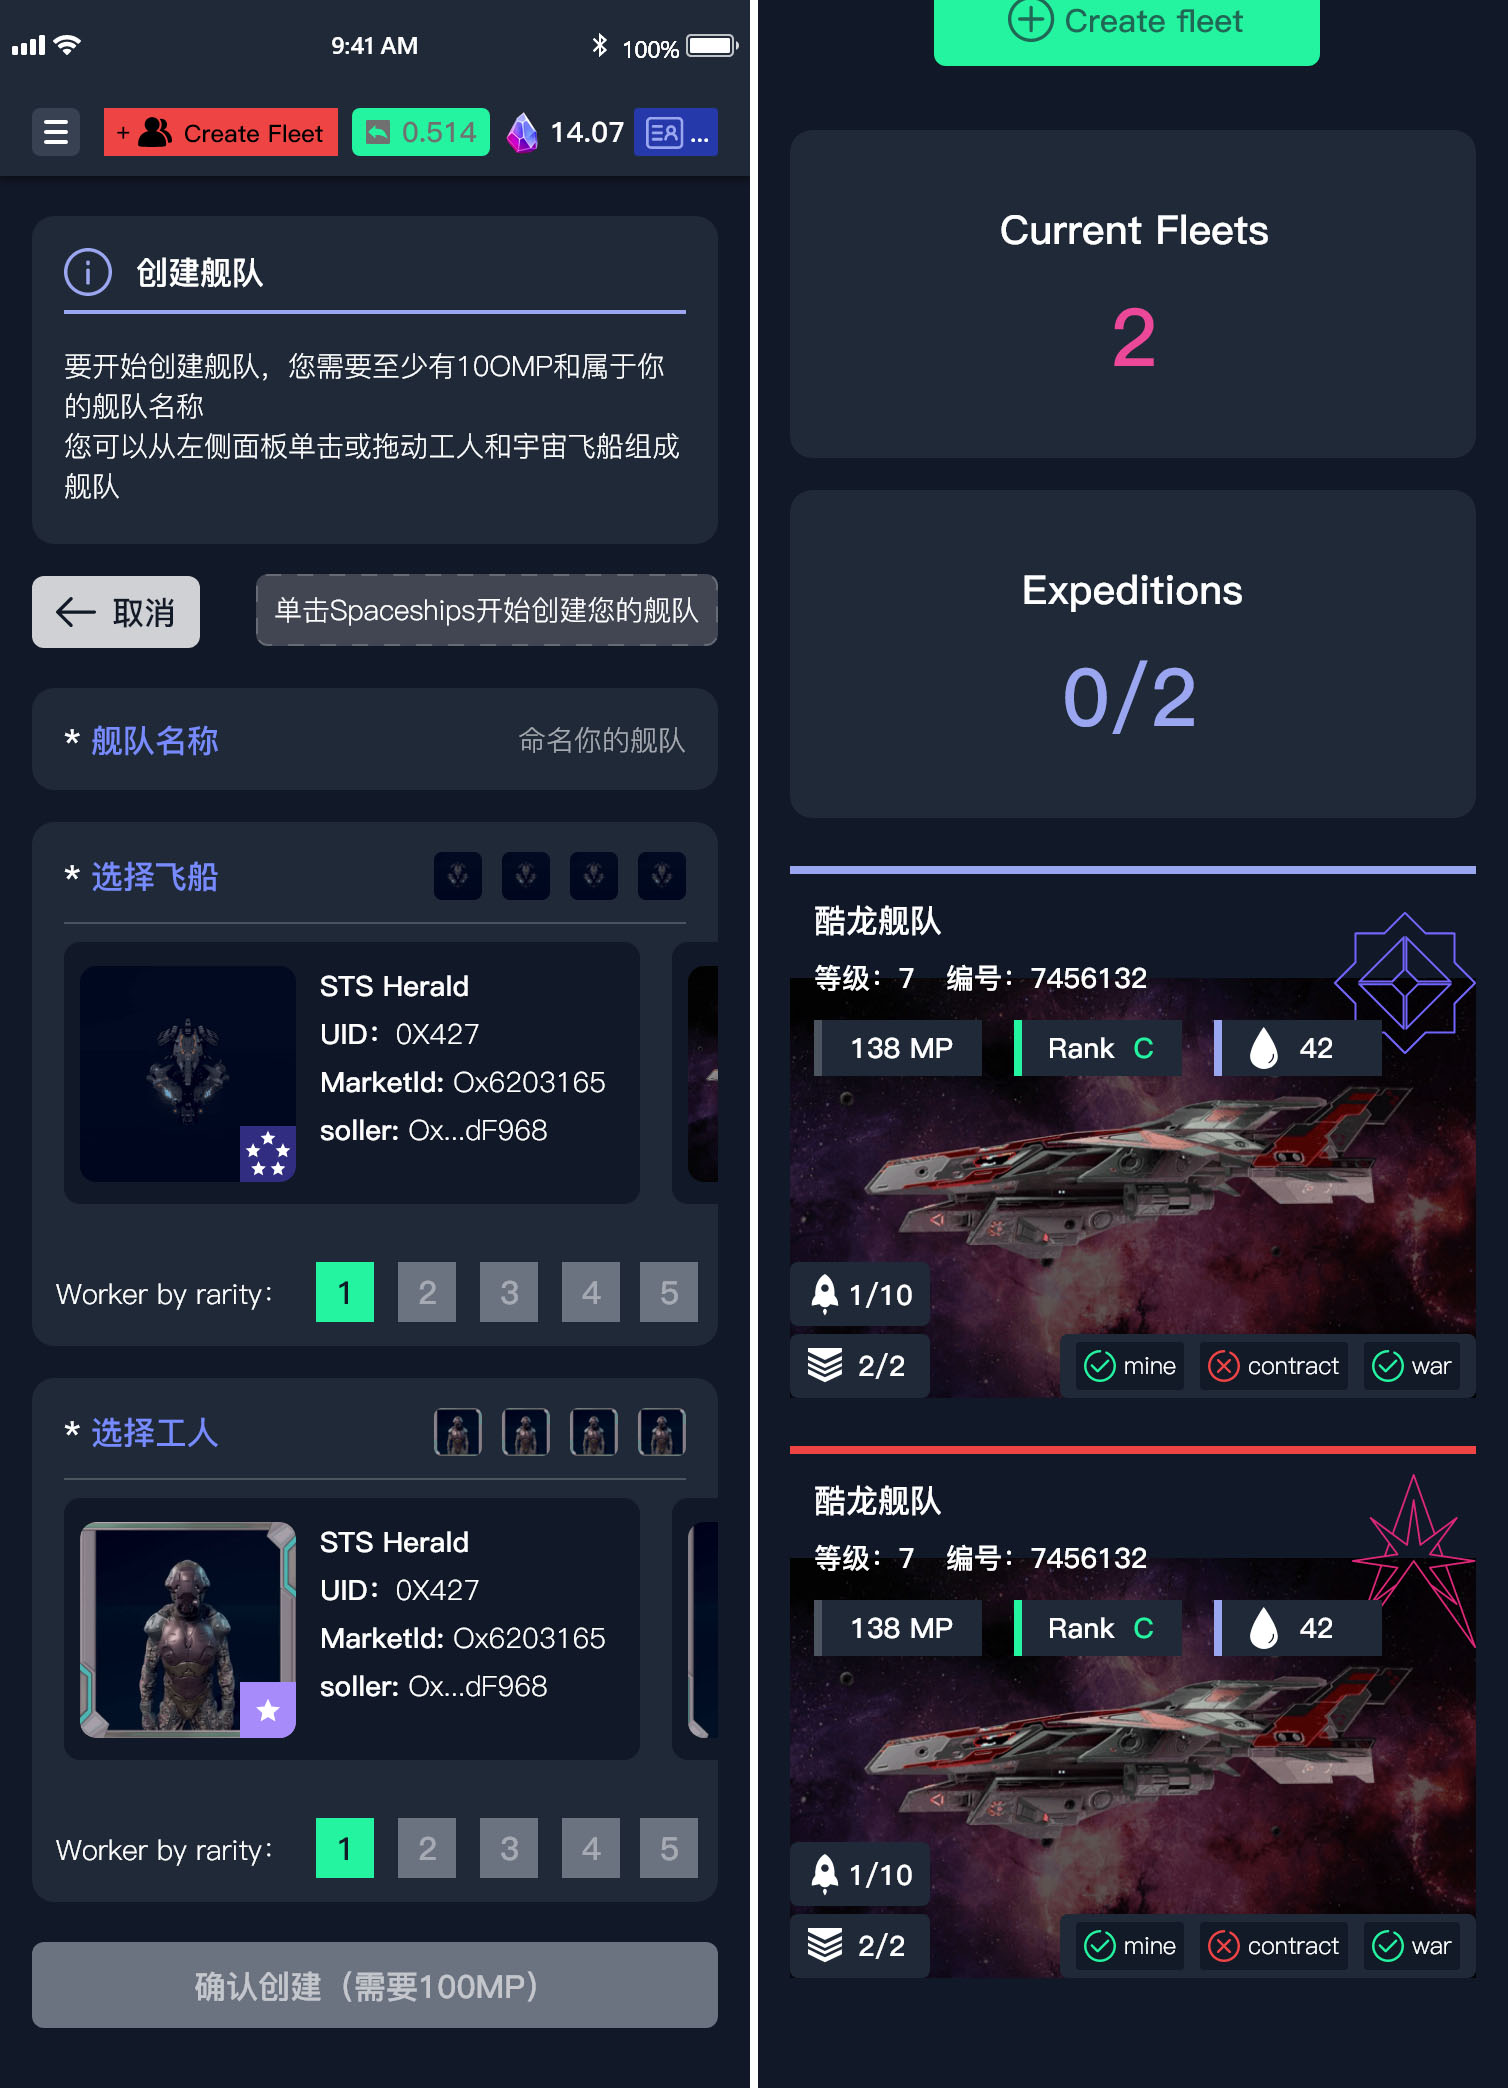 9:41 AM
100%
+ Create Fleet
0.514
14.07
...
创建舰队
要开始创建舰队，您需要至少有10OMP和属于你
的舰队名称
您可以从左侧面板单击或拖动工人和宇宙飞船组成
舰队
取消
单击Spaceships开始创建您的舰队
* 舰队名称
命名你的舰队
* 选择飞船
STS Herald
UID：0X427
MarketId: Ox6203165
soller: Ox...dF968
Worker by rarity：
1 2 3 4 5
* 选择工人
STS Herald
UID：0X427
MarketId: Ox6203165
soller: Ox...dF968
Worker by rarity：
1 2 3 4 5
确认创建（需要100MP）
Create fleet
Current Fleets
2
Expeditions
0/2
酷龙舰队
等级：7 编号：7456132
138 MP
Rank C
42
1/10
2/2
mine
contract
war
酷龙舰队
等级：7 编号：7456132
138 MP
Rank C
42
1/10
2/2
mine
contract
war